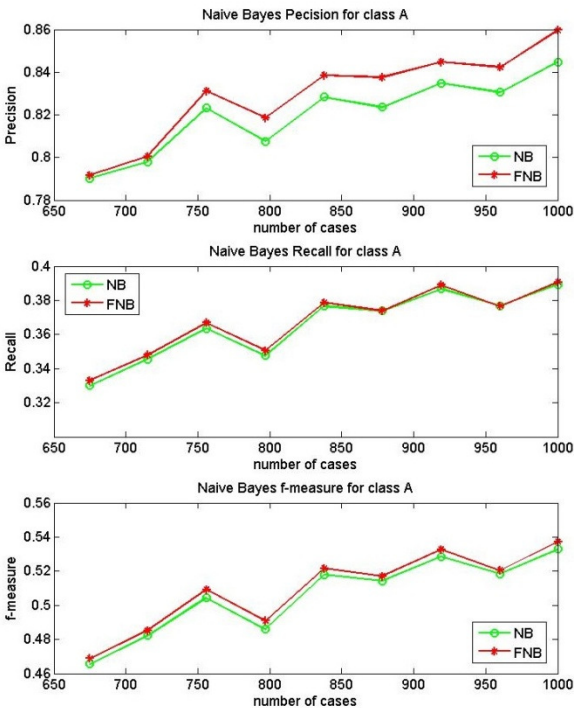 Naive Bayes Pecision for class A
0.86
0.84
0.82
0.8
0.78
Precision
NB
FNB
650 700 750 800 850 900 950 1000
number of cases
Naive Bayes Recall for class A
0.4
0.38
0.36
0.34
0.32
Recall
NB
FNB
650 700 750 800 850 900 950 1000
number of cases
Naive Bayes f-measure for class A
0.56
0.54
0.52
0.5
0.48
0.46
f-measure
NB
FNB
650 700 750 800 850 900 950 1000
number of cases